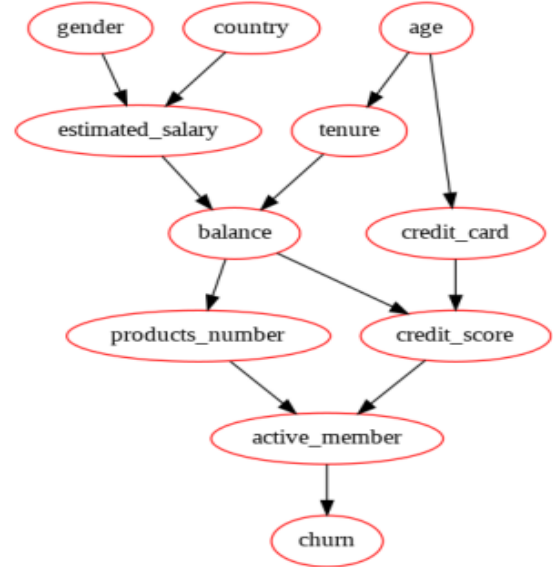 gender
country
age
estimated_salary
tenure
balance
credit_card
products_number
credit_score
active_member
churn